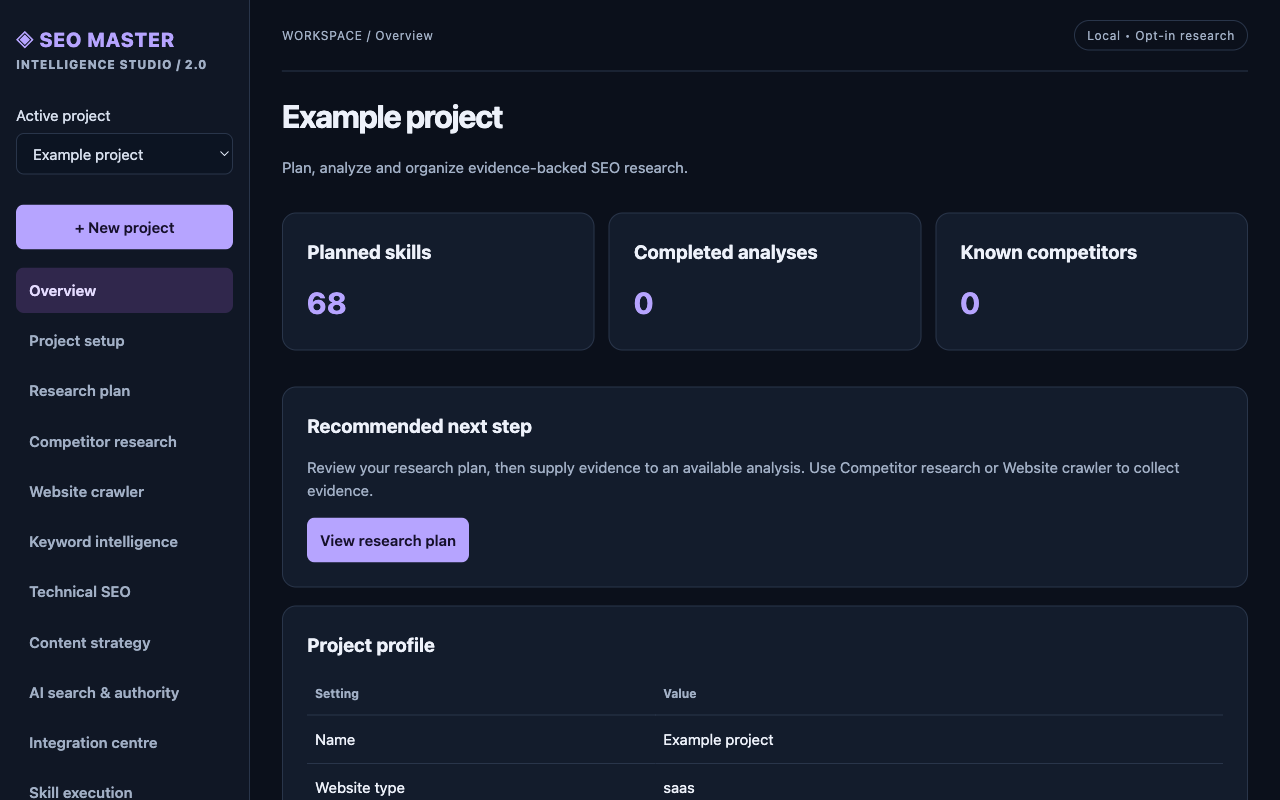 ◈ SEO MASTER
INTELLIGENCE STUDIO / 2.0
Active project
Example project
+ New project
Overview
Project setup
Research plan
Competitor research
Website crawler
Keyword intelligence
Technical SEO
Content strategy
AI search & authority
Integration centre
Skill execution
WORKSPACE / Overview
Local • Opt-in research
Example project
Plan, analyze and organize evidence-backed SEO research.
Planned skills
68
Completed analyses
0
Known competitors
0
Recommended next step
Review your research plan, then supply evidence to an available analysis. Use Competitor research or Website crawler to collect
evidence.
View research plan
Project profile
Setting Value
Name Example project
Website type saas